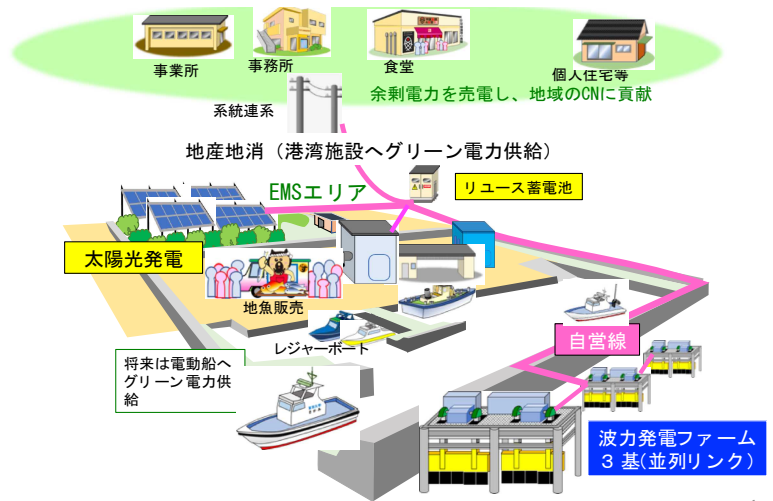 事業所
事務所
食堂
個人住宅等
余剰電力を売電し、地域のCNに貢献
系統連系
地産地消（港湾施設へグリーン電力供給）
EMSエリア
リユース蓄電池
太陽光発電
地魚販売
レジャーボート
自営線
将来は電動船へ
グリーン電力供
給
波力発電ファーム
３ 基(並列リンク）